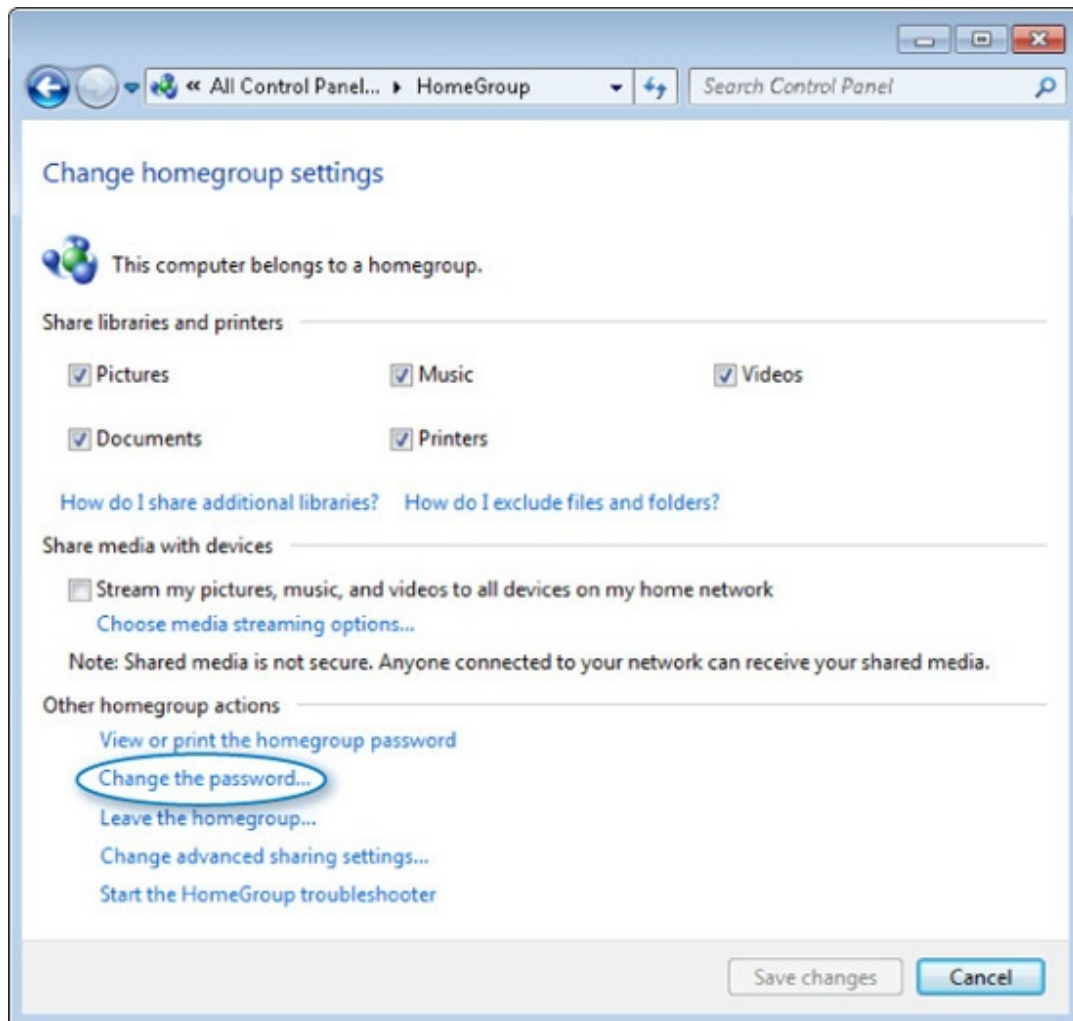 « All Control Panel... ▸ HomeGroup Search Control Panel
Change homegroup settings
This computer belongs to a homegroup.
Share libraries and printers
Pictures Music Videos
Documents Printers
How do I share additional libraries? How do I exclude files and folders?
Share media with devices
Stream my pictures, music, and videos to all devices on my home network
Choose media streaming options...
Note: Shared media is not secure. Anyone connected to your network can receive your shared media.
Other homegroup actions
View or print the homegroup password
Change the password...
Leave the homegroup...
Change advanced sharing settings...
Start the HomeGroup troubleshooter
Save changes Cancel